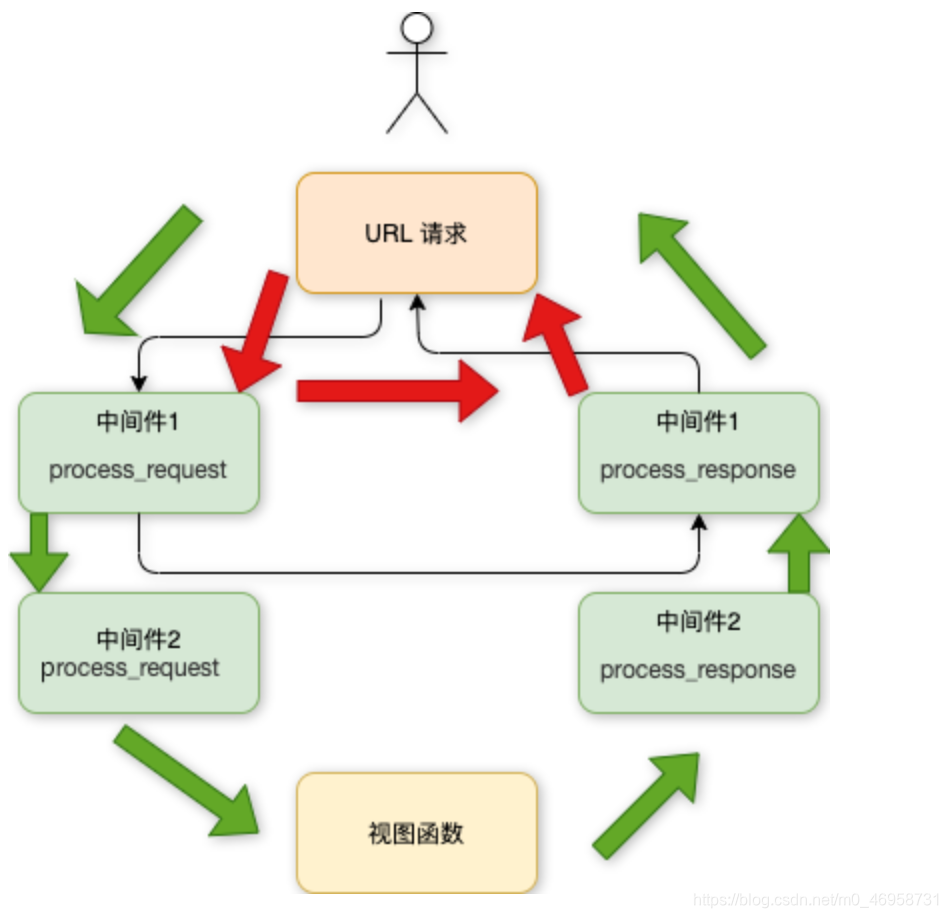 URL 请求
中间件1
process_request
中间件1
process_response
中间件2
process_request
中间件2
process_response
视图函数
https://blog.csdn.net/m0_46958731